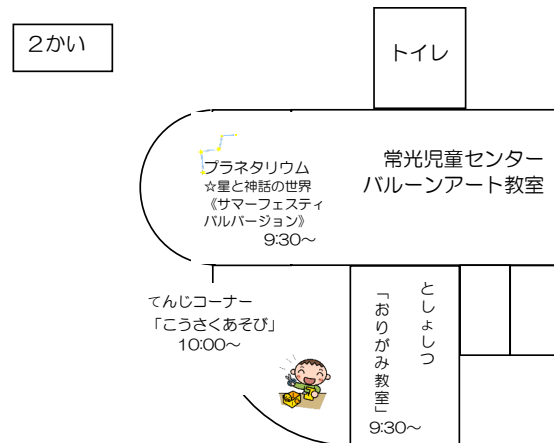 2かい
トイレ
プラネタリウム
☆星と神話の世界
《サマーフェスティ
バルバージョン》
9:30～
常光児童センター
バルーンアート教室
てんじコーナー
「こうさくあそび」
10:00～
としょしつ
「おりがみ教室」
9:30～